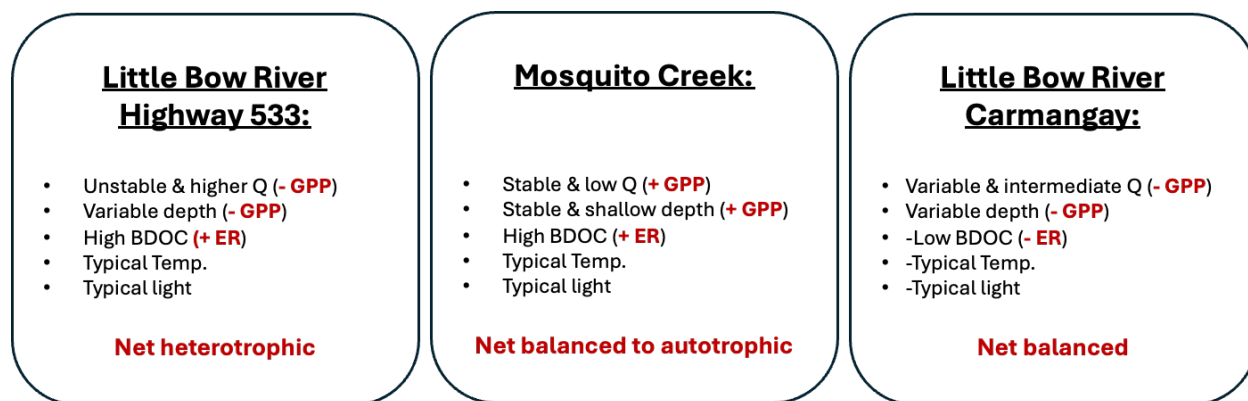 Little Bow River
Highway 533:
• Unstable & higher Q (- GPP)
• Variable depth (- GPP)
• High BDOC (+ ER)
• Typical Temp.
• Typical light
Net heterotrophic
Mosquito Creek:
• Stable & low Q (+ GPP)
• Stable & shallow depth (+ GPP)
• High BDOC (+ ER)
• Typical Temp.
• Typical light
Net balanced to autotrophic
Little Bow River
Carmangay:
• Variable & intermediate Q (- GPP)
• Variable depth (- GPP)
• -Low BDOC (- ER)
• -Typical Temp.
• -Typical light
Net balanced